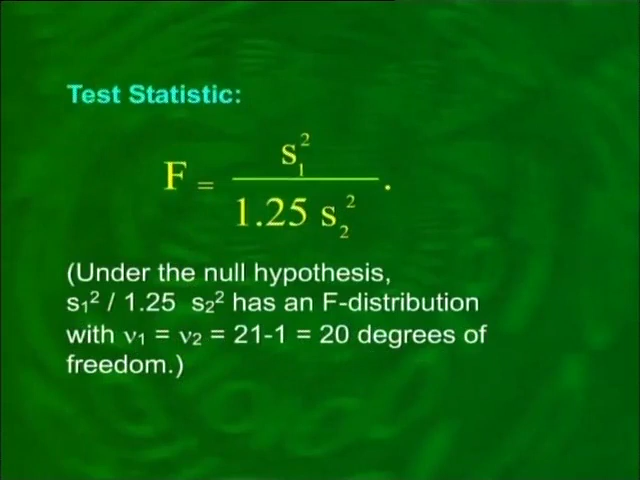 Test Statistic:
F = s₁² / 1.25 s₂² .
(Under the null hypothesis,
s₁² / 1.25 s₂² has an F-distribution
with ν₁ = ν₂ = 21-1 = 20 degrees of
freedom.)